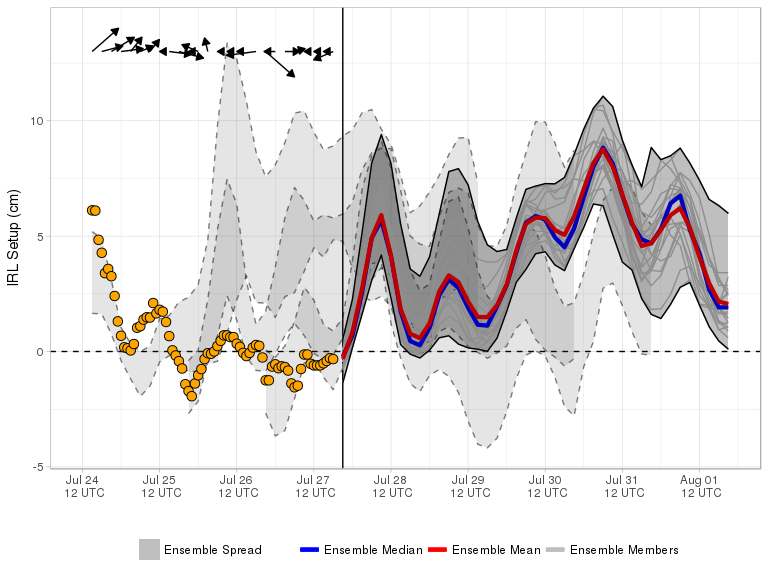 IRL Setup (cm)
10
5
0
-5
Jul 24 Jul 25 Jul 26 Jul 27 Jul 28 Jul 29 Jul 30 Jul 31 Aug 01
12 UTC 12 UTC 12 UTC 12 UTC 12 UTC 12 UTC 12 UTC 12 UTC 12 UTC
Ensemble Spread Ensemble Median Ensemble Mean Ensemble Members